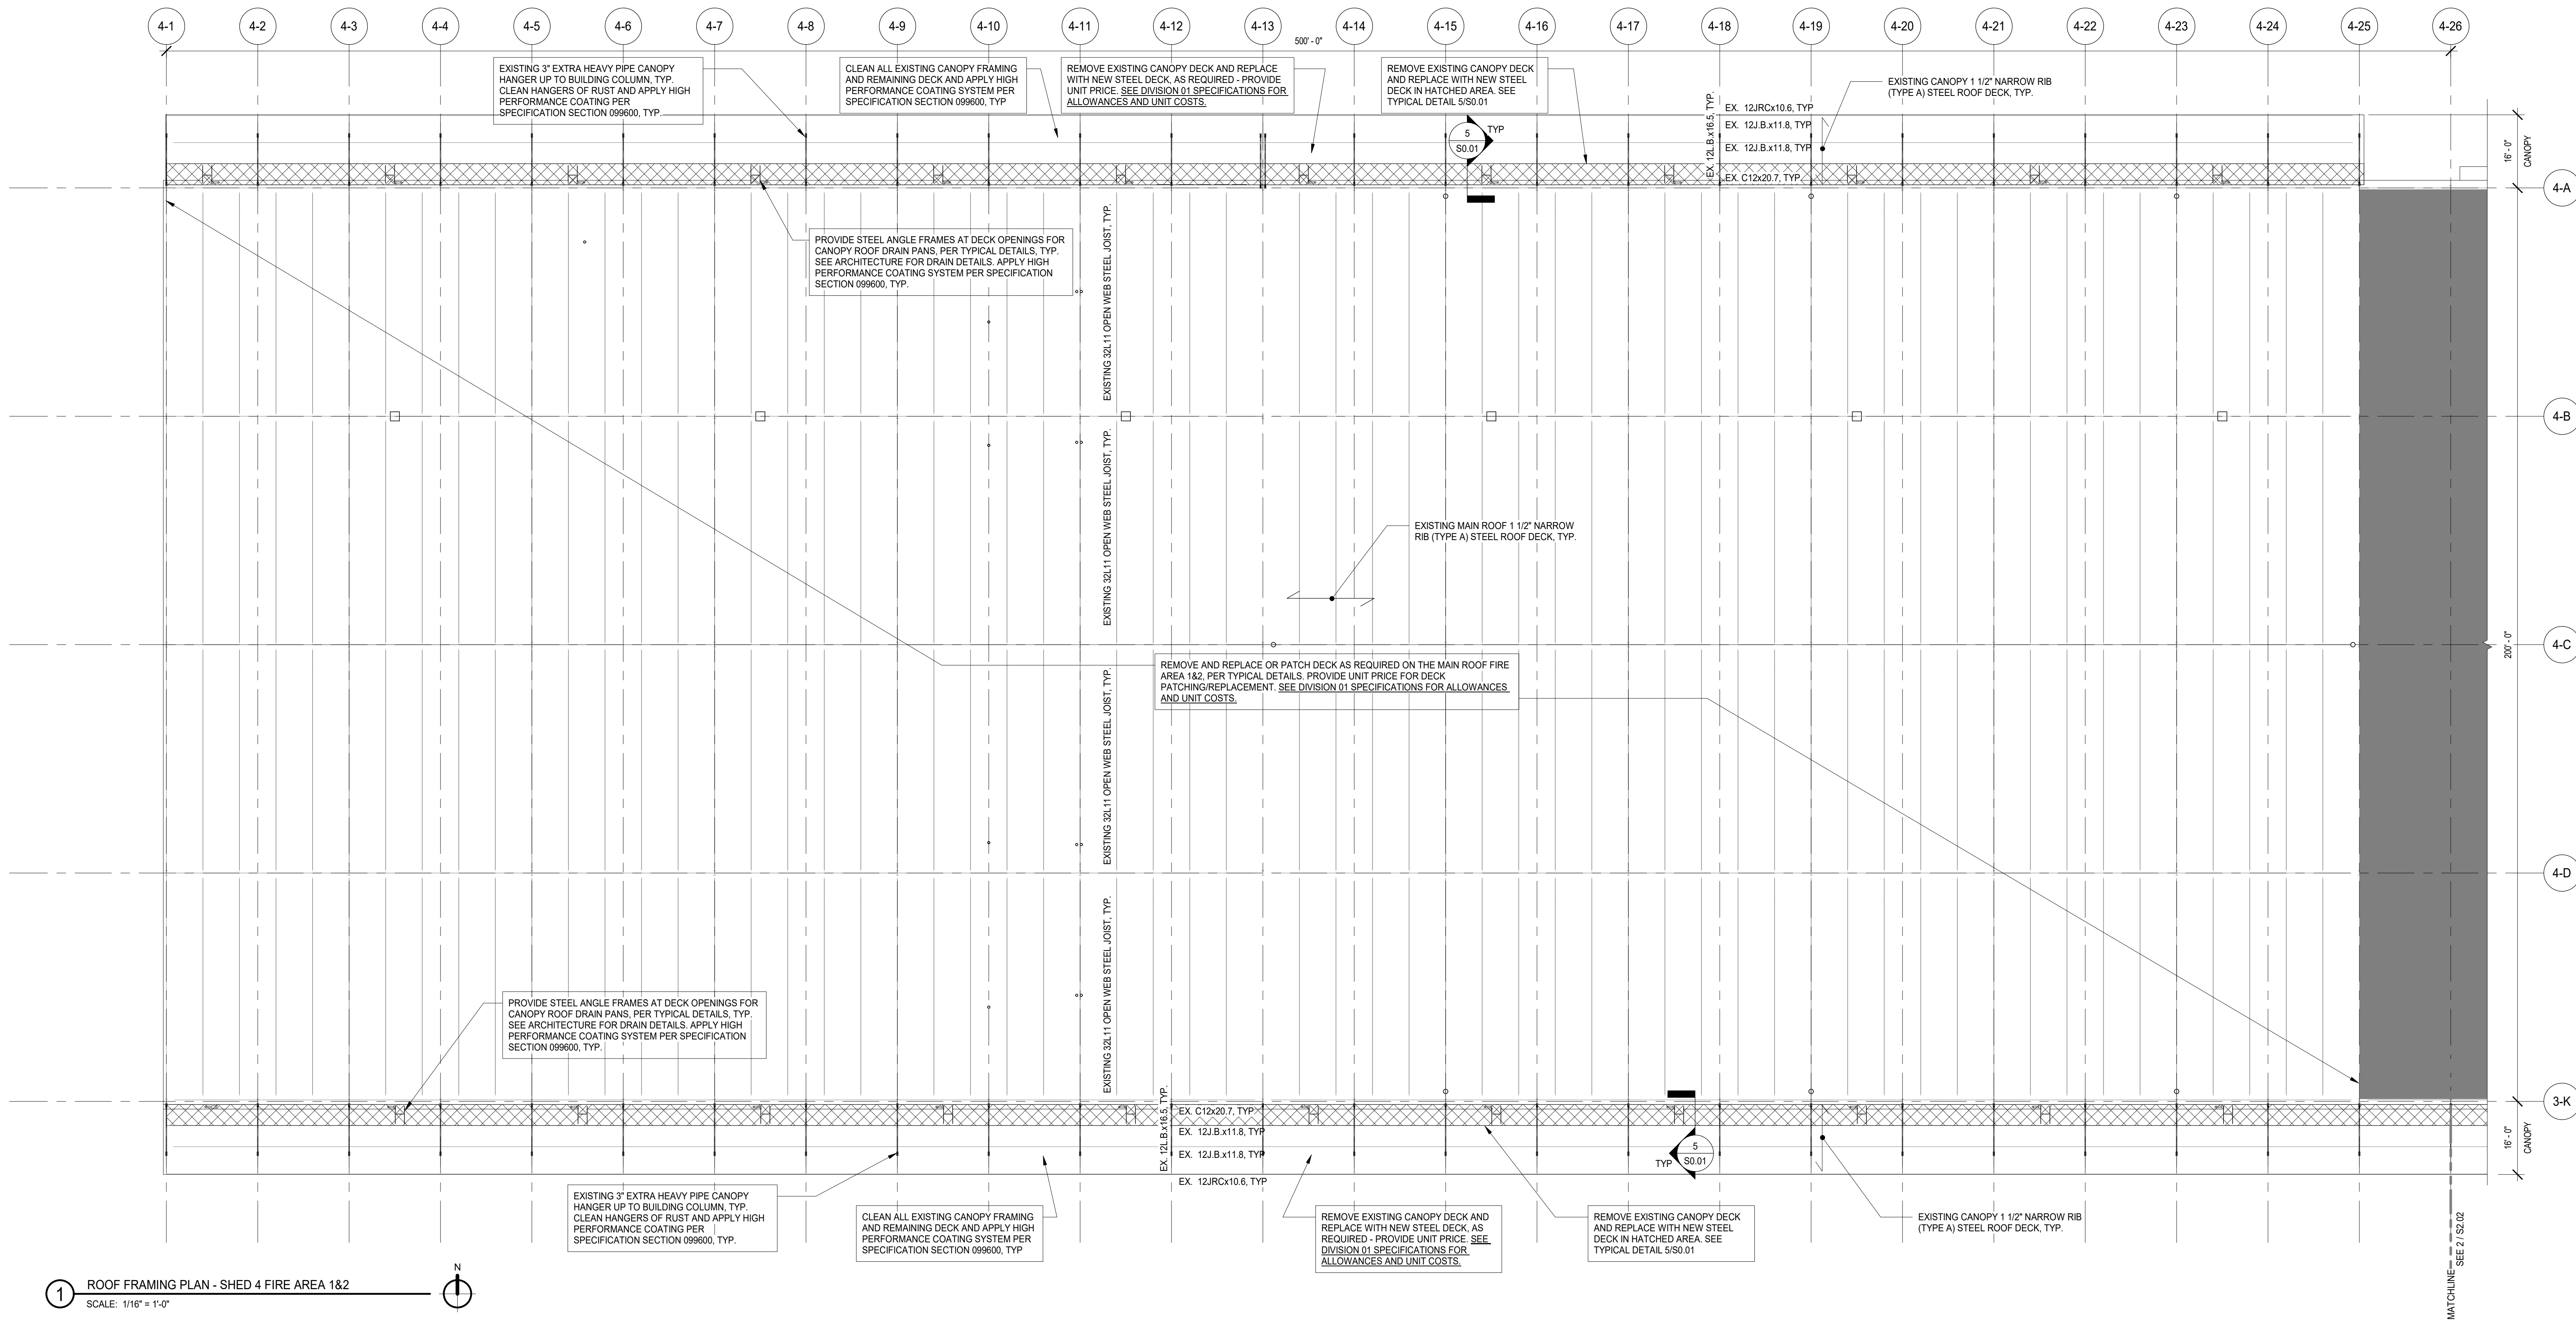 4-1
4-2
4-3
4-4
4-5
4-6
4-7
4-8
4-9
4-10
4-11
4-12
4-13
4-14
4-15
4-16
4-17
4-18
4-19
4-20
4-21
4-22
4-23
4-24
4-25
4-26
500' - 0"
EXISTING 3" EXTRA HEAVY PIPE CANOPY
HANGER UP TO BUILDING COLUMN, TYP.
CLEAN HANGERS OF RUST AND APPLY HIGH
PERFORMANCE COATING PER
SPECIFICATION SECTION 099600, TYP.
CLEAN ALL EXISTING CANOPY FRAMING
AND REMAINING DECK AND APPLY HIGH
PERFORMANCE COATING SYSTEM PER
SPECIFICATION SECTION 099600, TYP
REMOVE EXISTING CANOPY DECK AND REPLACE
WITH NEW STEEL DECK, AS REQUIRED - PROVIDE
UNIT PRICE. SEE DIVISION 01 SPECIFICATIONS FOR
ALLOWANCES AND UNIT COSTS.
REMOVE EXISTING CANOPY DECK
AND REPLACE WITH NEW STEEL
DECK IN HATCHED AREA. SEE
TYPICAL DETAIL 5/S0.01
EXISTING CANOPY 1 1/2" NARROW RIB
(TYPE A) STEEL ROOF DECK, TYP.
5
S0.01
TYP
EX. 12L.B.x16.5, TYP.
EX. 12JRCx10.6, TYP
EX. 12J.B.x11.8, TYP
EX. 12J.B.x11.8, TYP
EX. C12x20.7, TYP.
16' - 0"
CANOPY
4-A
PROVIDE STEEL ANGLE FRAMES AT DECK OPENINGS FOR
CANOPY ROOF DRAIN PANS, PER TYPICAL DETAILS, TYP.
SEE ARCHITECTURE FOR DRAIN DETAILS. APPLY HIGH
PERFORMANCE COATING SYSTEM PER SPECIFICATION
SECTION 099600, TYP.
EXISTING 32L11 OPEN WEB STEEL JOIST, TYP.
4-B
EXISTING 32L11 OPEN WEB STEEL JOIST, TYP.
EXISTING MAIN ROOF 1 1/2" NARROW
RIB (TYPE A) STEEL ROOF DECK, TYP.
200' - 0"
4-C
REMOVE AND REPLACE OR PATCH DECK AS REQUIRED ON THE MAIN ROOF FIRE
AREA 1&2, PER TYPICAL DETAILS. PROVIDE UNIT PRICE FOR DECK
PATCHING/REPLACEMENT. SEE DIVISION 01 SPECIFICATIONS FOR ALLOWANCES
AND UNIT COSTS.
EXISTING 32L11 OPEN WEB STEEL JOIST, TYP.
4-D
EXISTING 32L11 OPEN WEB STEEL JOIST, TYP.
PROVIDE STEEL ANGLE FRAMES AT DECK OPENINGS FOR
CANOPY ROOF DRAIN PANS, PER TYPICAL DETAILS, TYP.
SEE ARCHITECTURE FOR DRAIN DETAILS. APPLY HIGH
PERFORMANCE COATING SYSTEM PER SPECIFICATION
SECTION 099600, TYP.
3-K
EX. 12L.B.x16.5, TYP.
EX. C12x20.7, TYP.
EX. 12J.B.x11.8, TYP
EX. 12J.B.x11.8, TYP
EX. 12JRCx10.6, TYP
5
S0.01
TYP
16' - 0"
CANOPY
EXISTING 3" EXTRA HEAVY PIPE CANOPY
HANGER UP TO BUILDING COLUMN, TYP.
CLEAN HANGERS OF RUST AND APPLY HIGH
PERFORMANCE COATING PER
SPECIFICATION SECTION 099600, TYP.
CLEAN ALL EXISTING CANOPY FRAMING
AND REMAINING DECK AND APPLY HIGH
PERFORMANCE COATING SYSTEM PER
SPECIFICATION SECTION 099600, TYP
REMOVE EXISTING CANOPY DECK AND
REPLACE WITH NEW STEEL DECK, AS
REQUIRED - PROVIDE UNIT PRICE. SEE
DIVISION 01 SPECIFICATIONS FOR
ALLOWANCES AND UNIT COSTS.
REMOVE EXISTING CANOPY DECK
AND REPLACE WITH NEW STEEL
DECK IN HATCHED AREA. SEE
TYPICAL DETAIL 5/S0.01
EXISTING CANOPY 1 1/2" NARROW RIB
(TYPE A) STEEL ROOF DECK, TYP.
MATCHLINE
SEE 2 / S2.02
1
ROOF FRAMING PLAN - SHED 4 FIRE AREA 1&2
SCALE: 1/16" = 1'-0"
N